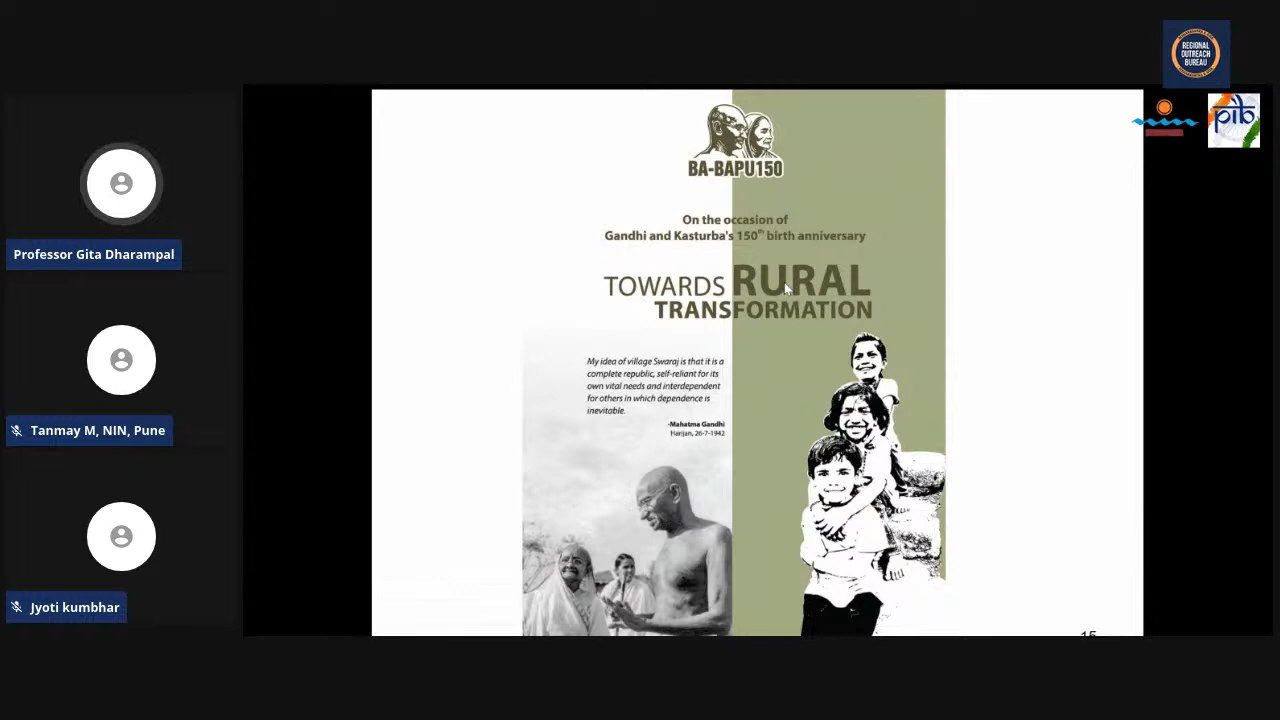 REGIONAL
OUTREACH
BUREAU
pib
Professor Gita Dharampal
Tanmay M, NIN, Pune
Jyoti kumbhar
BA-BAPU150
On the occasion of
Gandhi and Kasturba's 150th birth anniversary
TOWARDS RURAL
TRANSFORMATION
My idea of village Swaraj is that it is a
complete republic, self-reliant for its
own vital needs and interdependent
for others in which dependence is
inevitable.
-Mahatma Gandhi
Harijan, 26-7-1942
15